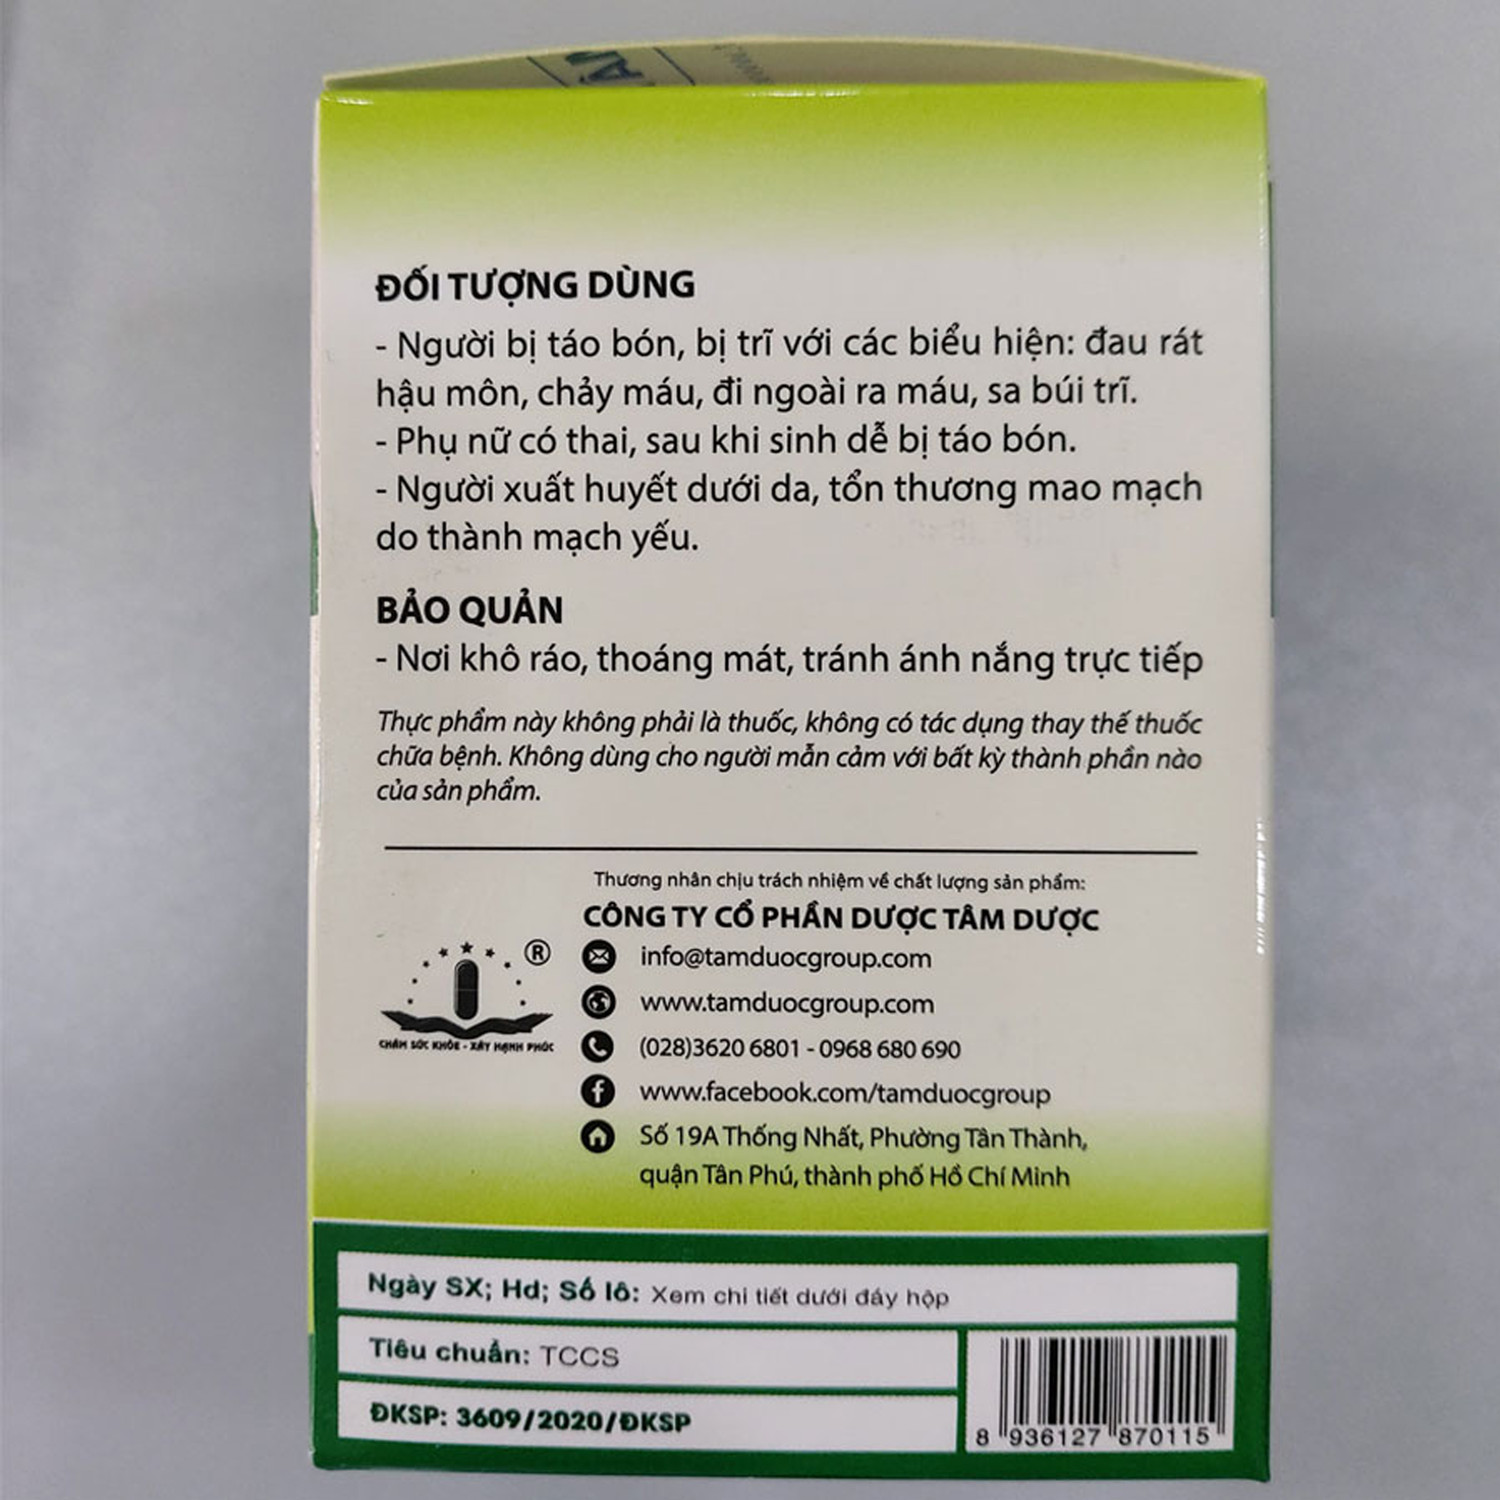 ĐỐI TƯỢNG DÙNG
- Người bị táo bón, bị trĩ với các biểu hiện: đau rát
hậu môn, chảy máu, đi ngoài ra máu, sa búi trĩ.
- Phụ nữ có thai, sau khi sinh dễ bị táo bón.
- Người xuất huyết dưới da, tổn thương mao mạch
do thành mạch yếu.
BẢO QUẢN
- Nơi khô ráo, thoáng mát, tránh ánh nắng trực tiếp
Thực phẩm này không phải là thuốc, không có tác dụng thay thế thuốc
chữa bệnh. Không dùng cho người mẫn cảm với bất kỳ thành phần nào
của sản phẩm.
Thương nhân chịu trách nhiệm về chất lượng sản phẩm:
CÔNG TY CỔ PHẦN DƯỢC TÂM DƯỢC
®
CHĂM SÓC KHỎE - XÂY HẠNH PHÚC
info@tamduocgroup.com
www.tamduocgroup.com
(028)3620 6801 - 0968 680 690
www.facebook.com/tamduocgroup
Số 19A Thống Nhất, Phường Tân Thành,
quận Tân Phú, thành phố Hồ Chí Minh
Ngày SX; Hd; Số lô: Xem chi tiết dưới đáy hộp
Tiêu chuẩn: TCCS
ĐKSP: 3609/2020/ĐKSP
8 936127 870115